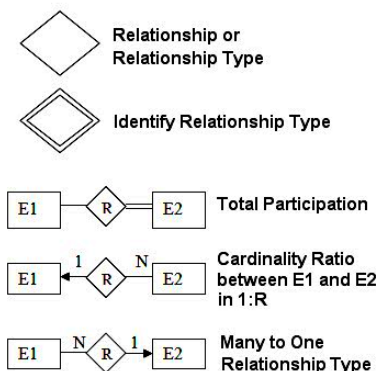 Relationship or
Relationship Type
Identify Relationship Type
E1 R E2 Total Participation
E1 1 R N E2 Cardinality Ratio
between E1 and E2
in 1:R
E1 N R 1 E2 Many to One
Relationship Type